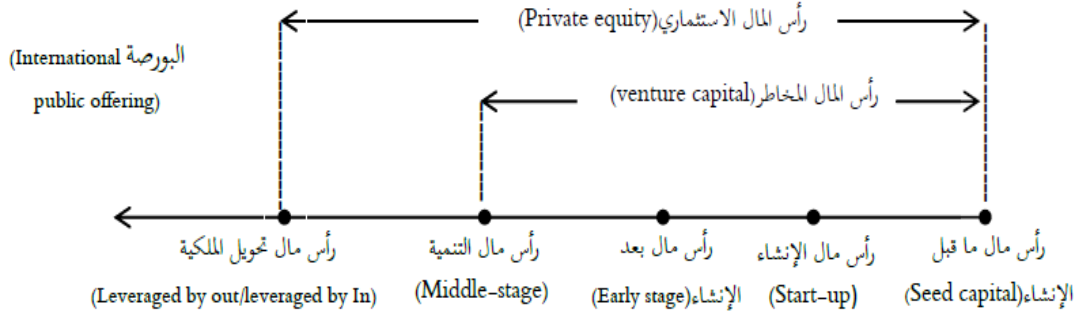 رأس المال الاستثماري(Private equity)
البورصة (International
public offering)
رأس المال المخاطر(venture capital)
رأس مال ما قبل
الإنشاء(Seed capital)
رأس مال الإنشاء
(Start-up)
رأس مال بعد
الإنشاء(Early stage)
رأس مال التنمية
(Middle-stage)
رأس مال تحويل الملكية
(Leveraged by out/leveraged by In)